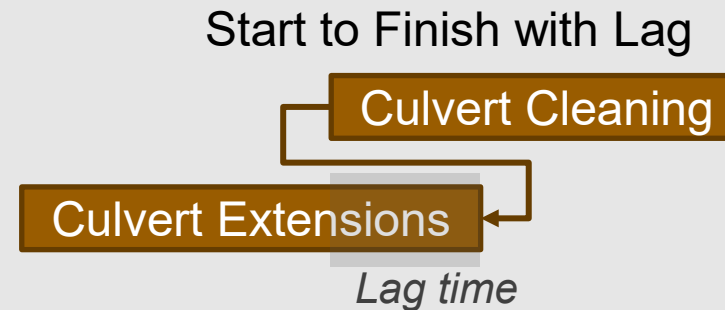 Start to Finish with Lag
Culvert Cleaning
Culvert Extensions
Lag time